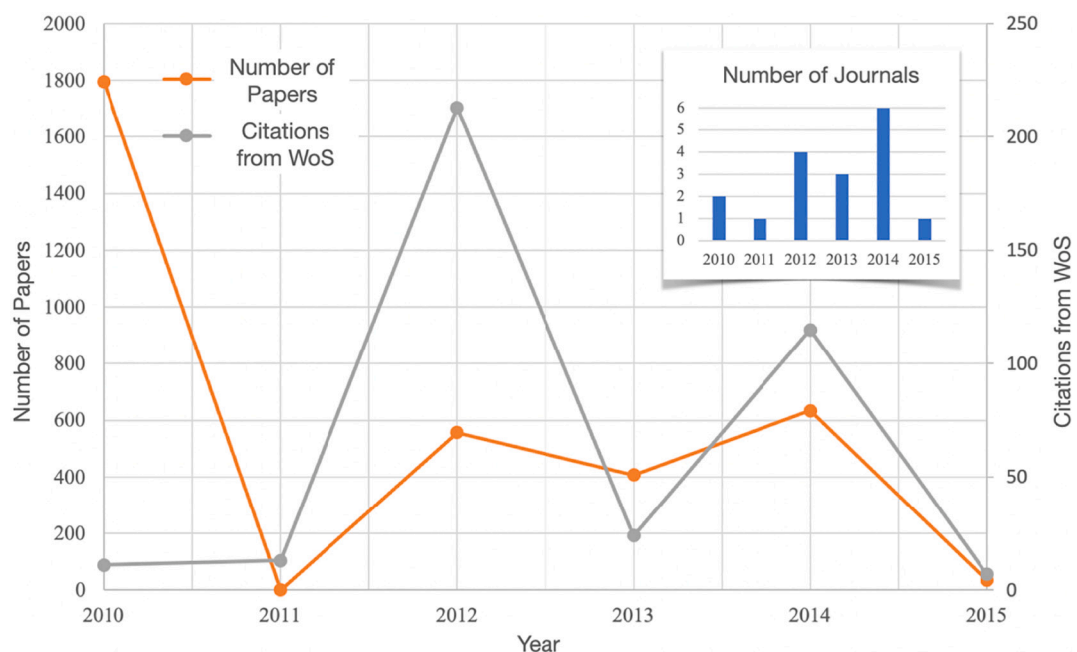 2000
1800
1600
1400
1200
1000
800
600
400
200
0
Number of Papers
Number of
Papers
Citations
from WoS
Number of Journals
6
5
4
3
2
1
0
2010 2011 2012 2013 2014 2015
250
200
150
100
50
0
Citations from WoS
2010 2011 2012 2013 2014 2015
Year